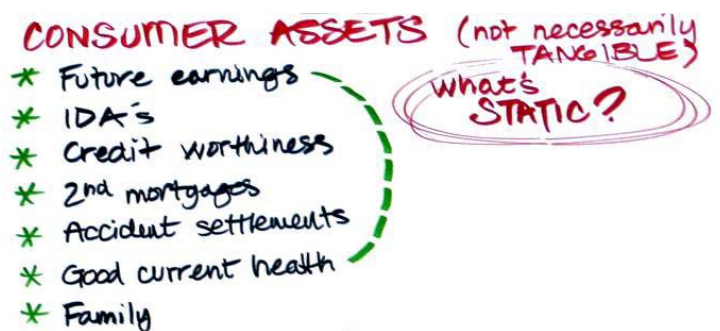 CONSUMER ASSETS (not necessarily
TANGIBLE)
* Future earnings
What's
STATIC?
* IDA's
* Credit worthiness
* 2nd mortgages
* Accident settlements
* Good current health
* Family